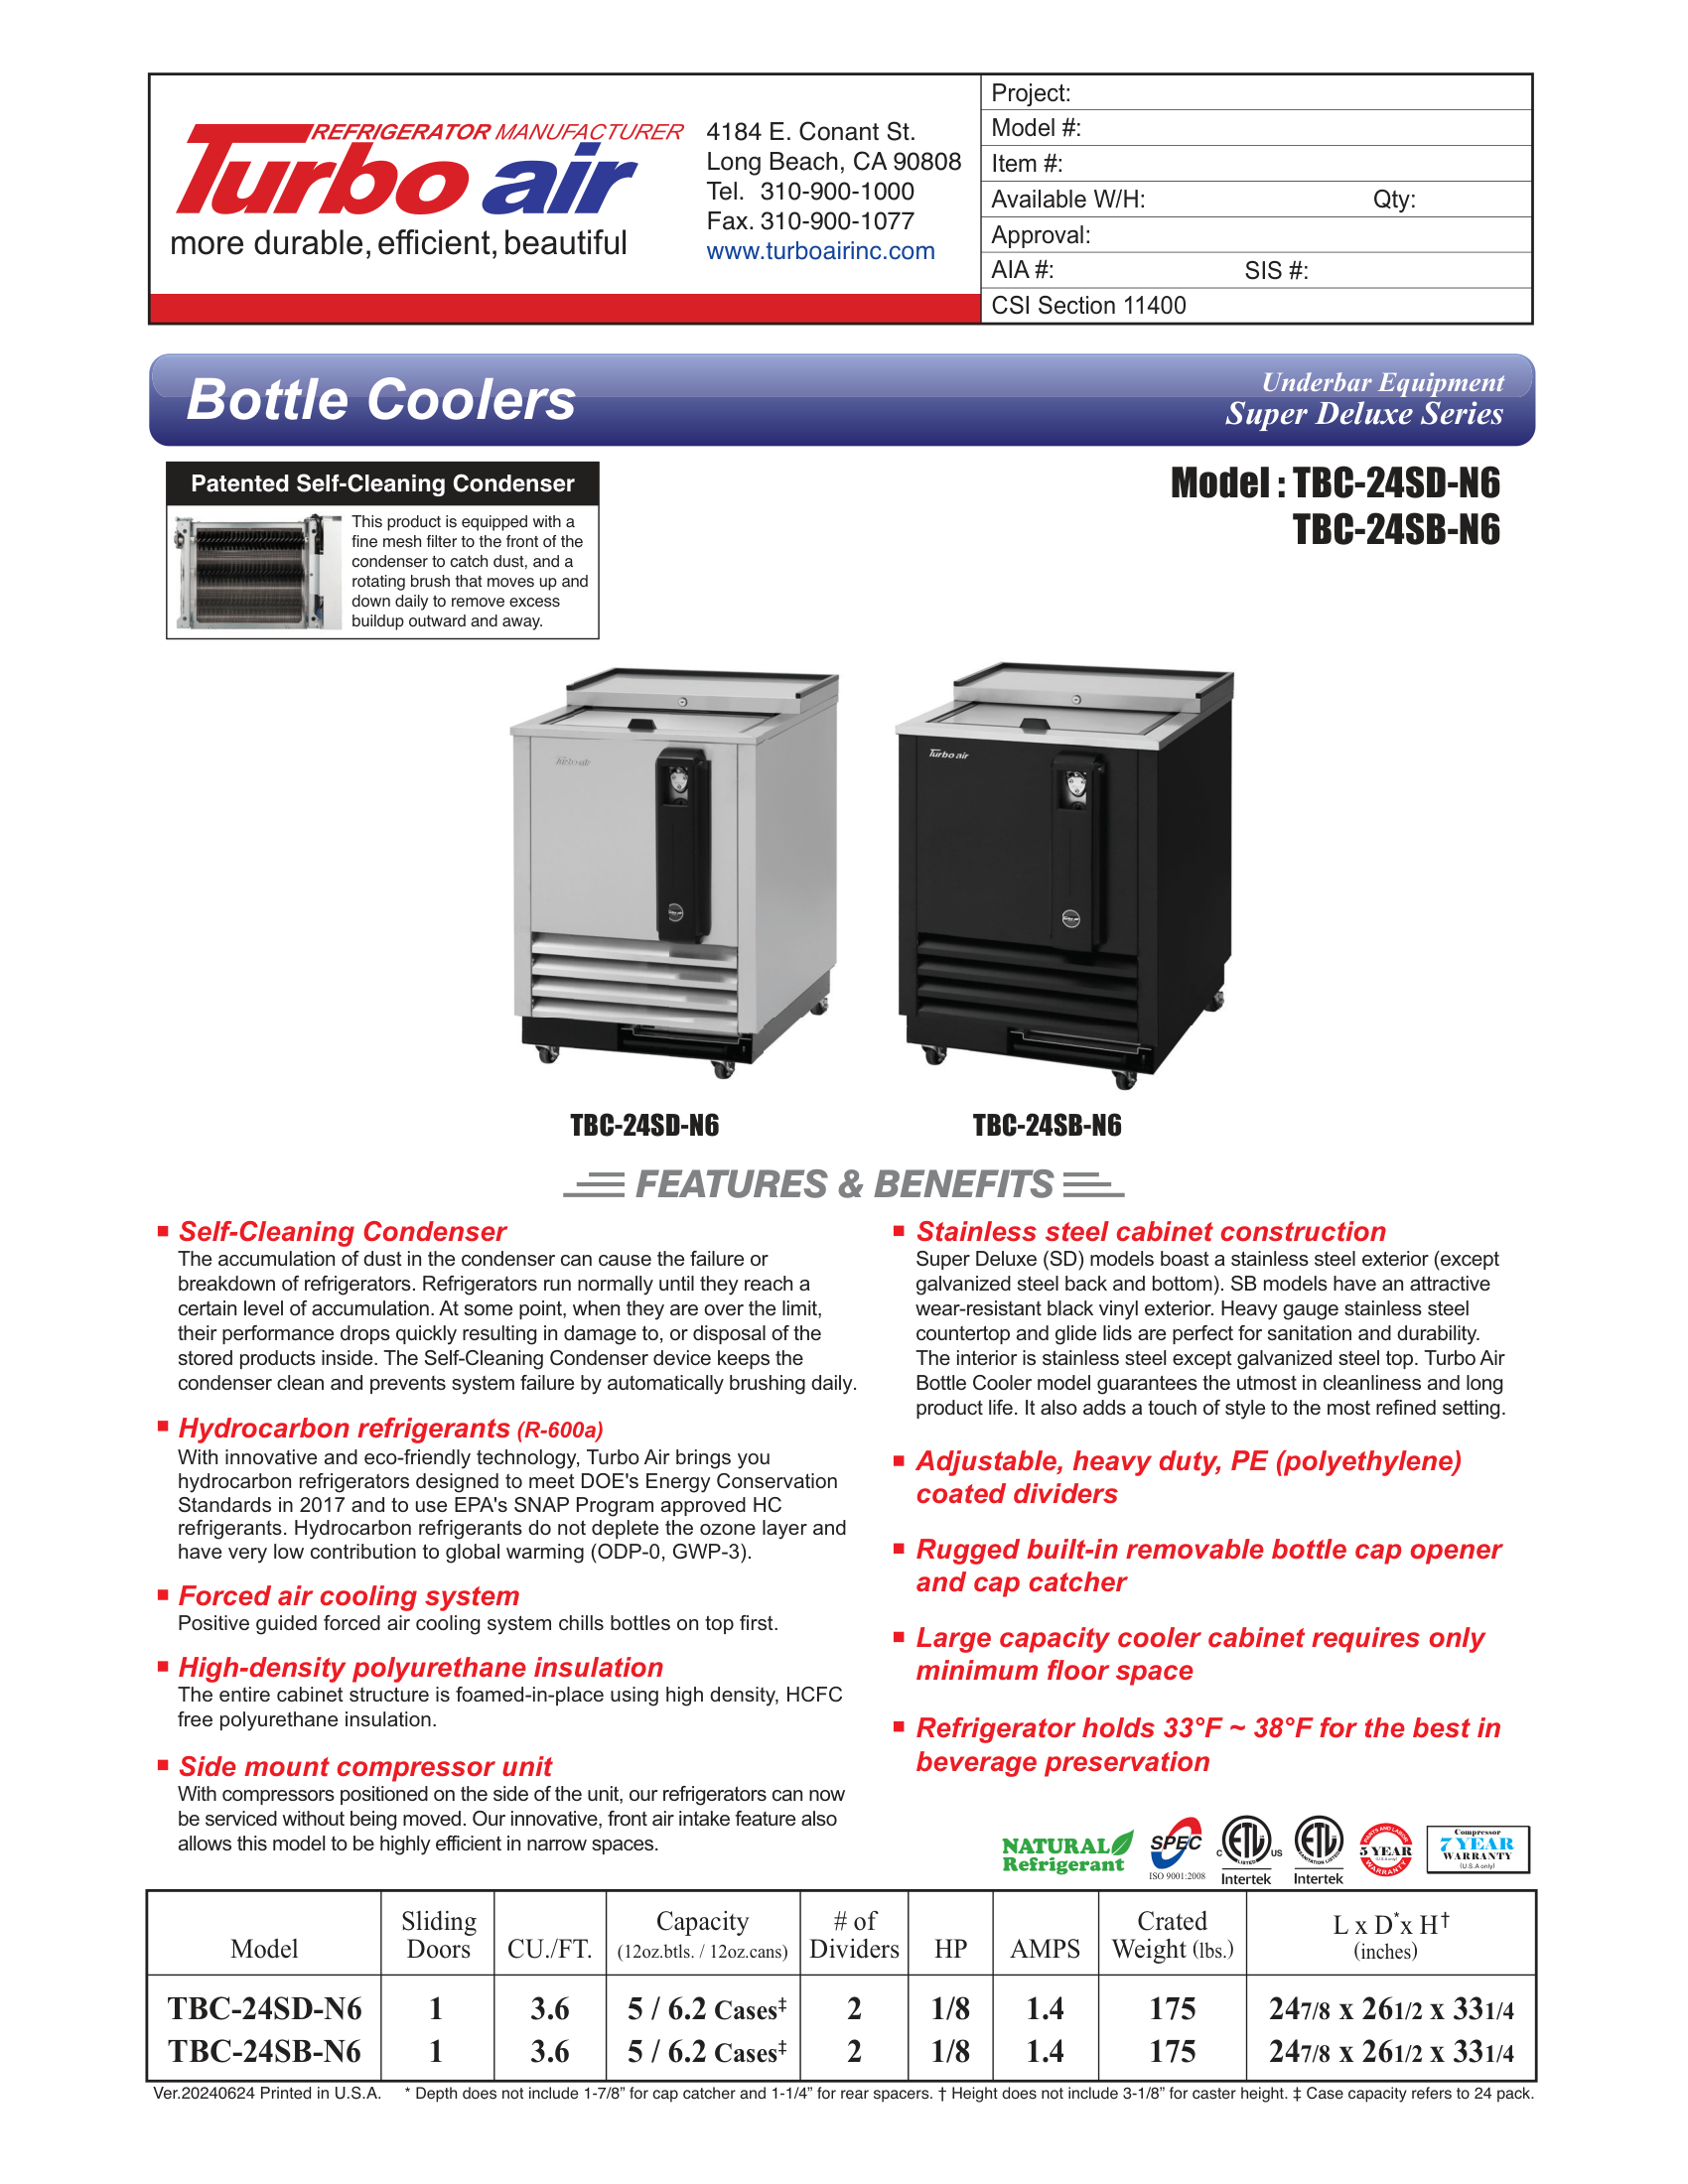 REFRIGERATOR MANUFACTURER
Turbo air
more durable, efficient, beautiful
4184 E. Conant St.
Long Beach, CA 90808
Tel. 310-900-1000
Fax. 310-900-1077
www.turboairinc.com
Project:
Model #:
Item #:
Available W/H: Qty:
Approval:
AIA #: SIS #:
CSI Section 11400
Bottle Coolers
Underbar Equipment
Super Deluxe Series
Patented Self-Cleaning Condenser
This product is equipped with a
fine mesh filter to the front of the
condenser to catch dust, and a
rotating brush that moves up and
down daily to remove excess
buildup outward and away.
Model : TBC-24SD-N6
TBC-24SB-N6
Turbo air
Turbo air
TBC-24SD-N6
TBC-24SB-N6
FEATURES & BENEFITS
Self-Cleaning Condenser
The accumulation of dust in the condenser can cause the failure or
breakdown of refrigerators. Refrigerators run normally until they reach a
certain level of accumulation. At some point, when they are over the limit,
their performance drops quickly resulting in damage to, or disposal of the
stored products inside. The Self-Cleaning Condenser device keeps the
condenser clean and prevents system failure by automatically brushing daily.
Hydrocarbon refrigerants (R-600a)
With innovative and eco-friendly technology, Turbo Air brings you
hydrocarbon refrigerators designed to meet DOE's Energy Conservation
Standards in 2017 and to use EPA's SNAP Program approved HC
refrigerants. Hydrocarbon refrigerants do not deplete the ozone layer and
have very low contribution to global warming (ODP-0, GWP-3).
Forced air cooling system
Positive guided forced air cooling system chills bottles on top first.
High-density polyurethane insulation
The entire cabinet structure is foamed-in-place using high density, HCFC
free polyurethane insulation.
Side mount compressor unit
With compressors positioned on the side of the unit, our refrigerators can now
be serviced without being moved. Our innovative, front air intake feature also
allows this model to be highly efficient in narrow spaces.
Stainless steel cabinet construction
Super Deluxe (SD) models boast a stainless steel exterior (except
galvanized steel back and bottom). SB models have an attractive
wear-resistant black vinyl exterior. Heavy gauge stainless steel
countertop and glide lids are perfect for sanitation and durability.
The interior is stainless steel except galvanized steel top. Turbo Air
Bottle Cooler model guarantees the utmost in cleanliness and long
product life. It also adds a touch of style to the most refined setting.
Adjustable, heavy duty, PE (polyethylene)
coated dividers
Rugged built-in removable bottle cap opener
and cap catcher
Large capacity cooler cabinet requires only
minimum floor space
Refrigerator holds 33°F ~ 38°F for the best in
beverage preservation
NATURAL
Refrigerant
SPEC
ISO 9001:2008
C ETL US
LISTED
Intertek
ETL
SANITATION LISTED
Intertek
PARTS AND LABOR
5 YEAR
(U.S.A only)
WARRANTY
Compressor
7 YEAR
WARRANTY
(U.S.A only)
Model Sliding Doors CU./FT. Capacity (12oz.btls. / 12oz.cans) # of Dividers HP AMPS Crated Weight (lbs.) L x D* x H† (inches)
TBC-24SD-N6 1 3.6 5 / 6.2 Cases‡ 2 1/8 1.4 175 247/8 x 261/2 x 331/4
TBC-24SB-N6 1 3.6 5 / 6.2 Cases‡ 2 1/8 1.4 175 247/8 x 261/2 x 331/4
Ver.20240624 Printed in U.S.A. * Depth does not include 1-7/8” for cap catcher and 1-1/4” for rear spacers. † Height does not include 3-1/8” for caster height. ‡ Case capacity refers to 24 pack.